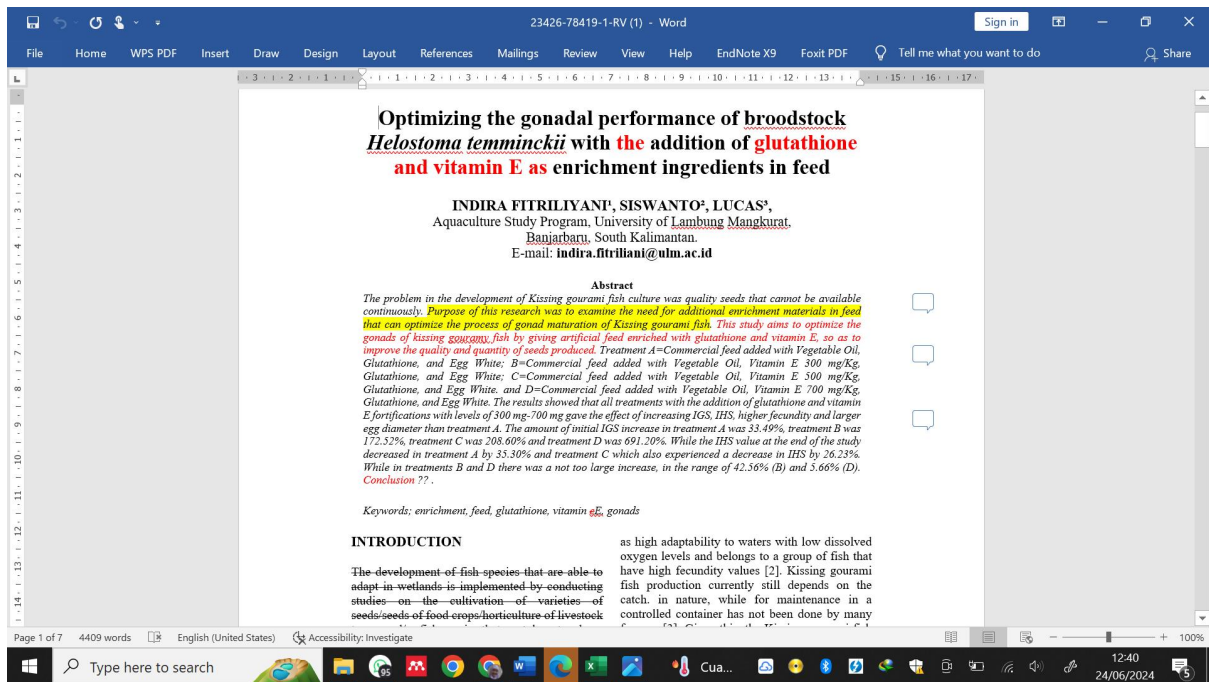 23426-78419-1-RV (1) - Word
Sign in
File Home WPS PDF Insert Draw Design Layout References Mailings Review View Help EndNote X9 Foxit PDF Tell me what you want to do Share
Optimizing the gonadal performance of broodstock
Helostoma temminckii with the addition of glutathione
and vitamin E as enrichment ingredients in feed
INDIRA FITRILIYANI¹, SISWANTO², LUCAS³,
Aquaculture Study Program, University of Lambung Mangkurat,
Banjarbaru, South Kalimantan.
E-mail: indira.fitriliani@ulm.ac.id
Abstract
The problem in the development of Kissing gourami fish culture was quality seeds that cannot be available
continuously. Purpose of this research was to examine the need for additional enrichment materials in feed
that can optimize the process of gonad maturation of Kissing gourami fish. This study aims to optimize the
gonads of kissing gouramy fish by giving artificial feed enriched with glutathione and vitamin E, so as to
improve the quality and quantity of seeds produced. Treatment A=Commercial feed added with Vegetable Oil,
Glutathione, and Egg White; B=Commercial feed added with Vegetable Oil, Vitamin E 300 mg/Kg,
Glutathione, and Egg White; C=Commercial feed added with Vegetable Oil, Vitamin E 500 mg/Kg,
Glutathione, and Egg White. and D=Commercial feed added with Vegetable Oil, Vitamin E 700 mg/Kg,
Glutathione, and Egg White. The results showed that all treatments with the addition of glutathione and vitamin
E fortifications with levels of 300 mg-700 mg gave the effect of increasing IGS, IHS, higher fecundity and larger
egg diameter than treatment A. The amount of initial IGS increase in treatment A was 33.49%, treatment B was
172.52%, treatment C was 208.60% and treatment D was 691.20%. While the IHS value at the end of the study
decreased in treatment A by 35.30% and treatment C which also experienced a decrease in IHS by 26.23%.
While in treatments B and D there was a not too large increase, in the range of 42.56% (B) and 5.66% (D).
Conclusion ?? .
Keywords; enrichment, feed, glutathione, vitamin eE, gonads
INTRODUCTION
The development of fish species that are able to
adapt in wetlands is implemented by conducting
studies on the cultivation of varieties of
seeds/seeds of food crops/horticulture of livestock
as high adaptability to waters with low dissolved
oxygen levels and belongs to a group of fish that
have high fecundity values [2]. Kissing gourami
fish production currently still depends on the
catch. in nature, while for maintenance in a
controlled container has not been done by many
Page 1 of 7 4409 words English (United States) Accessibility: Investigate 100%
Type here to search 95 Cua... 12:40
24/06/2024 5